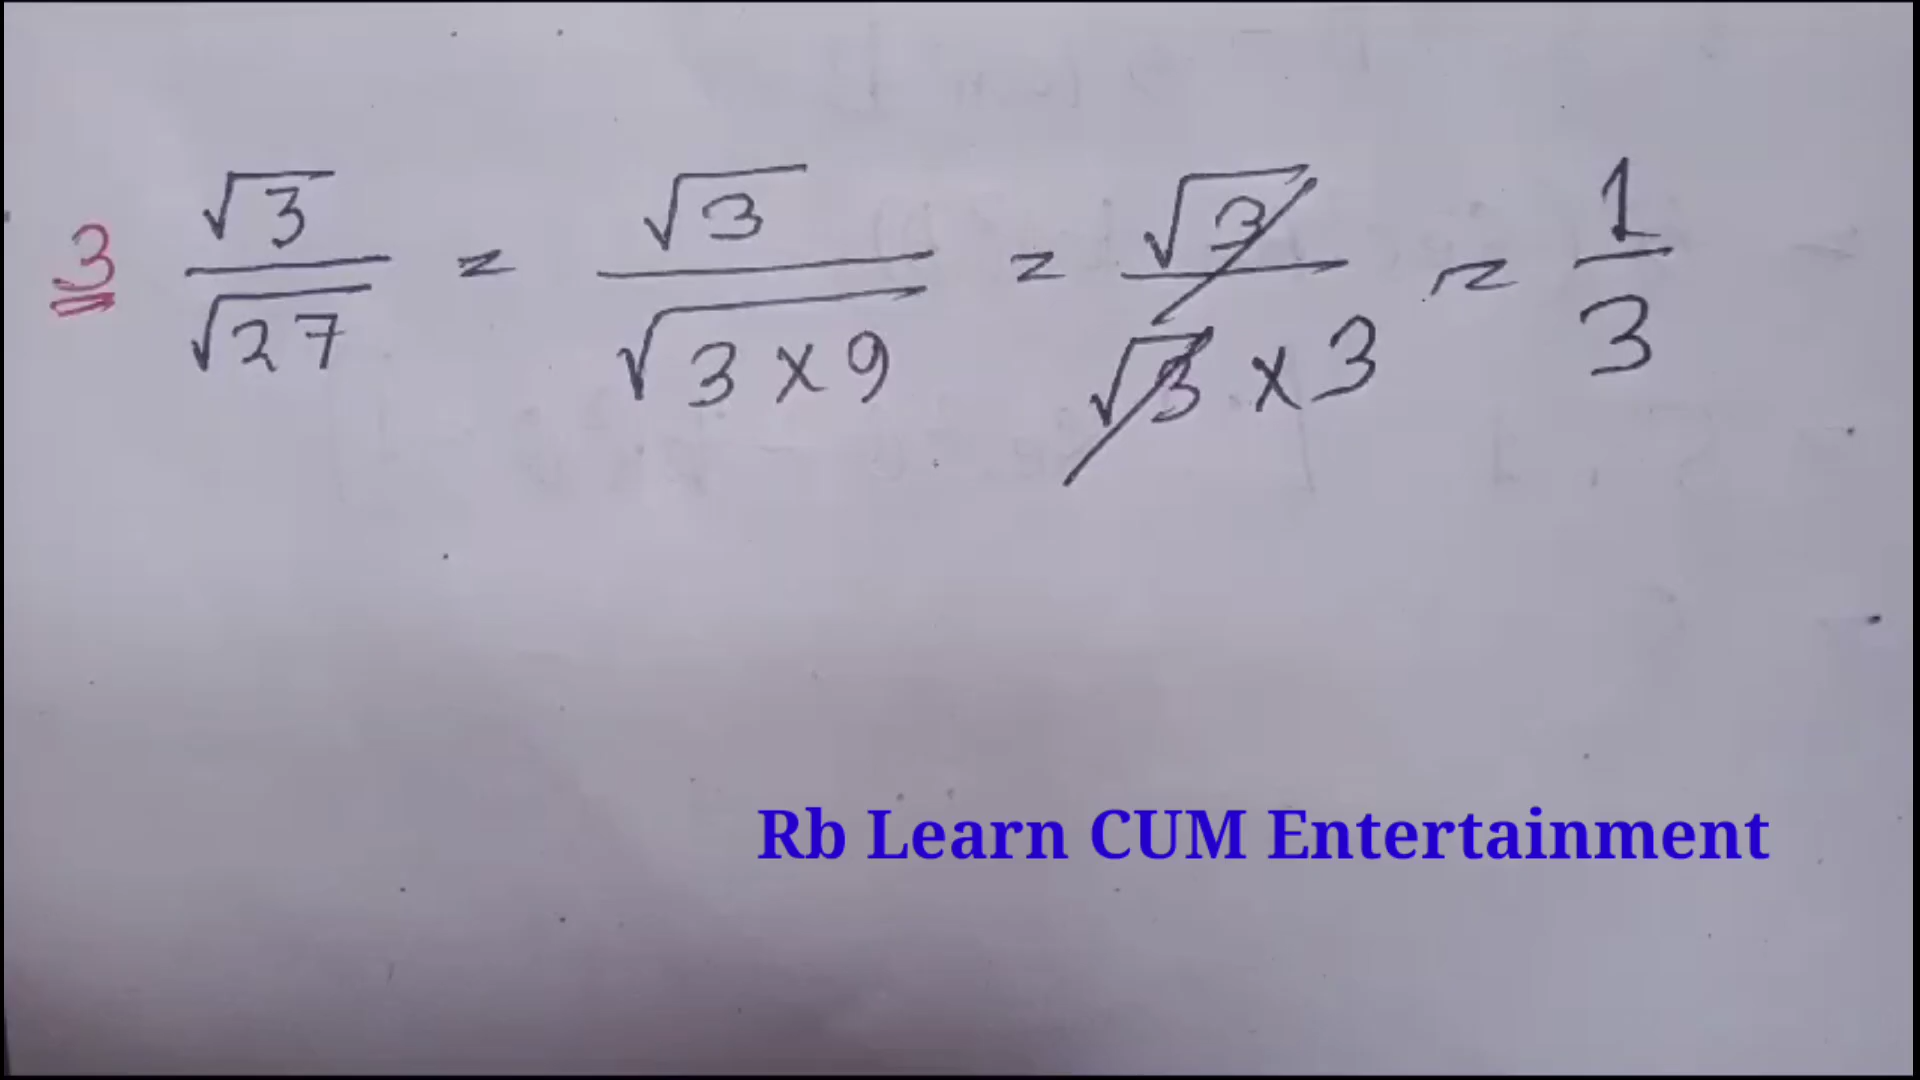 3 √3/√27 = √3/√(3×9) = √3/(√3×3) = 1/3
Rb Learn CUM Entertainment